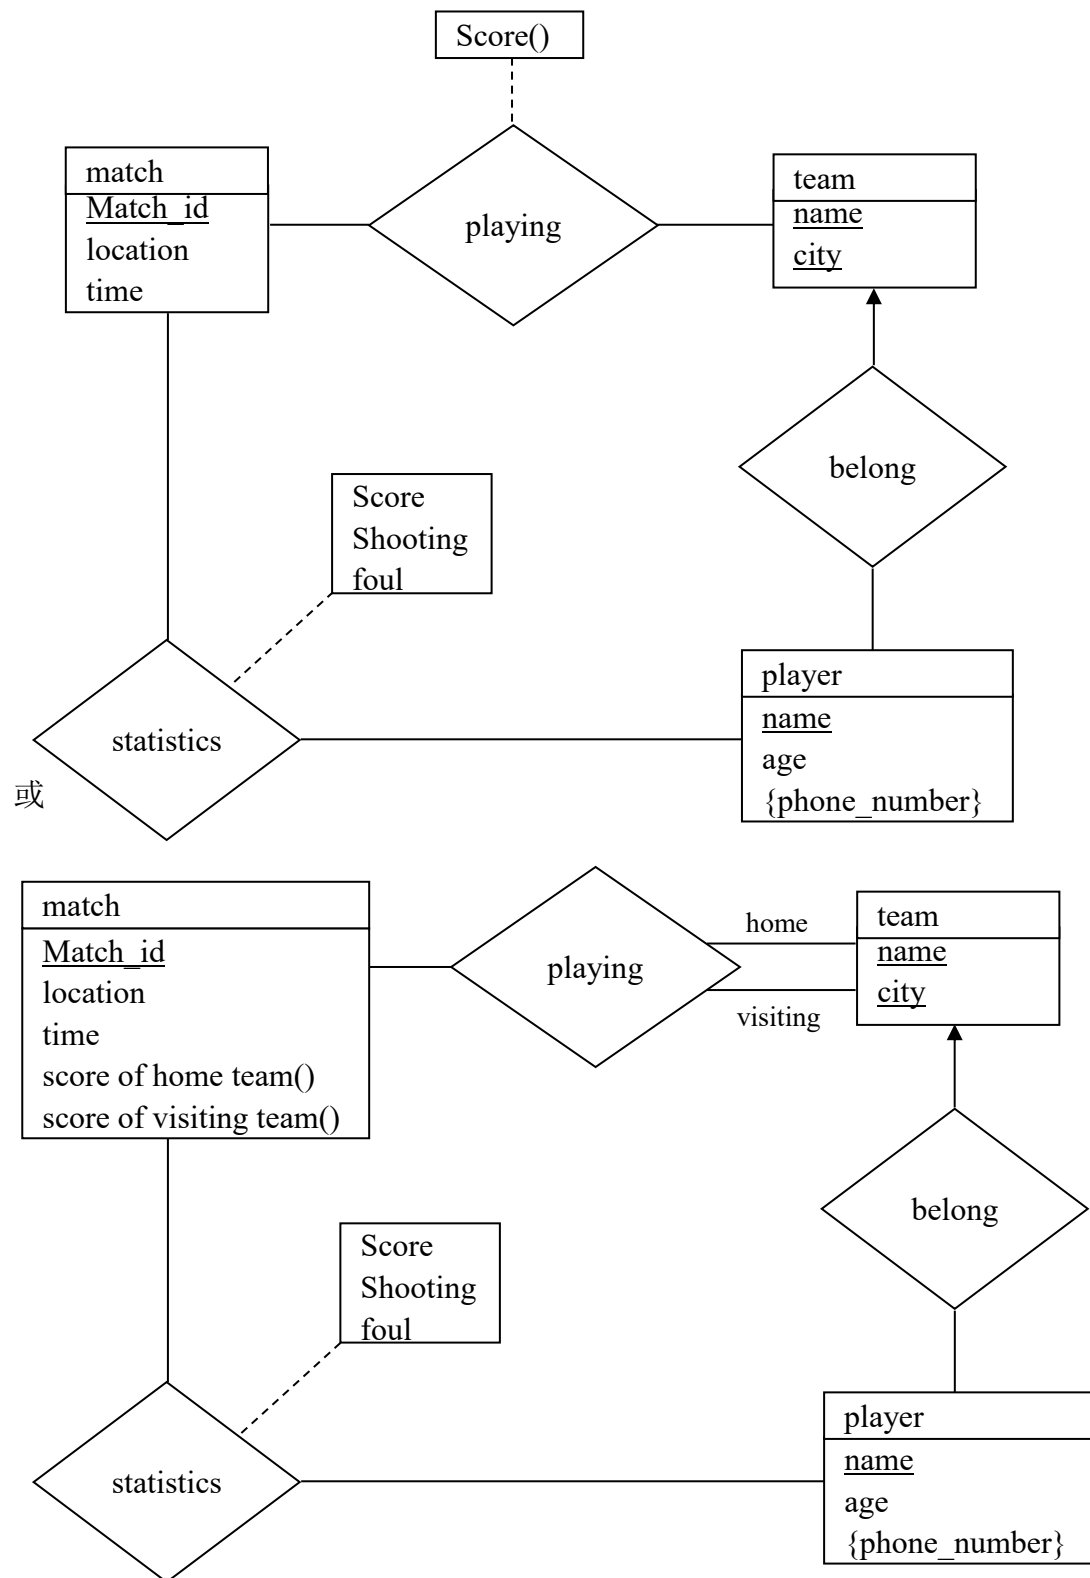 Score()
match
Match_id
location
time
playing
team
name
city
belong
Score
Shooting
foul
player
name
age
{phone_number}
statistics
或
match
Match_id
location
time
score of home team()
score of visiting team()
playing
home
visiting
team
name
city
belong
Score
Shooting
foul
player
name
age
{phone_number}
statistics